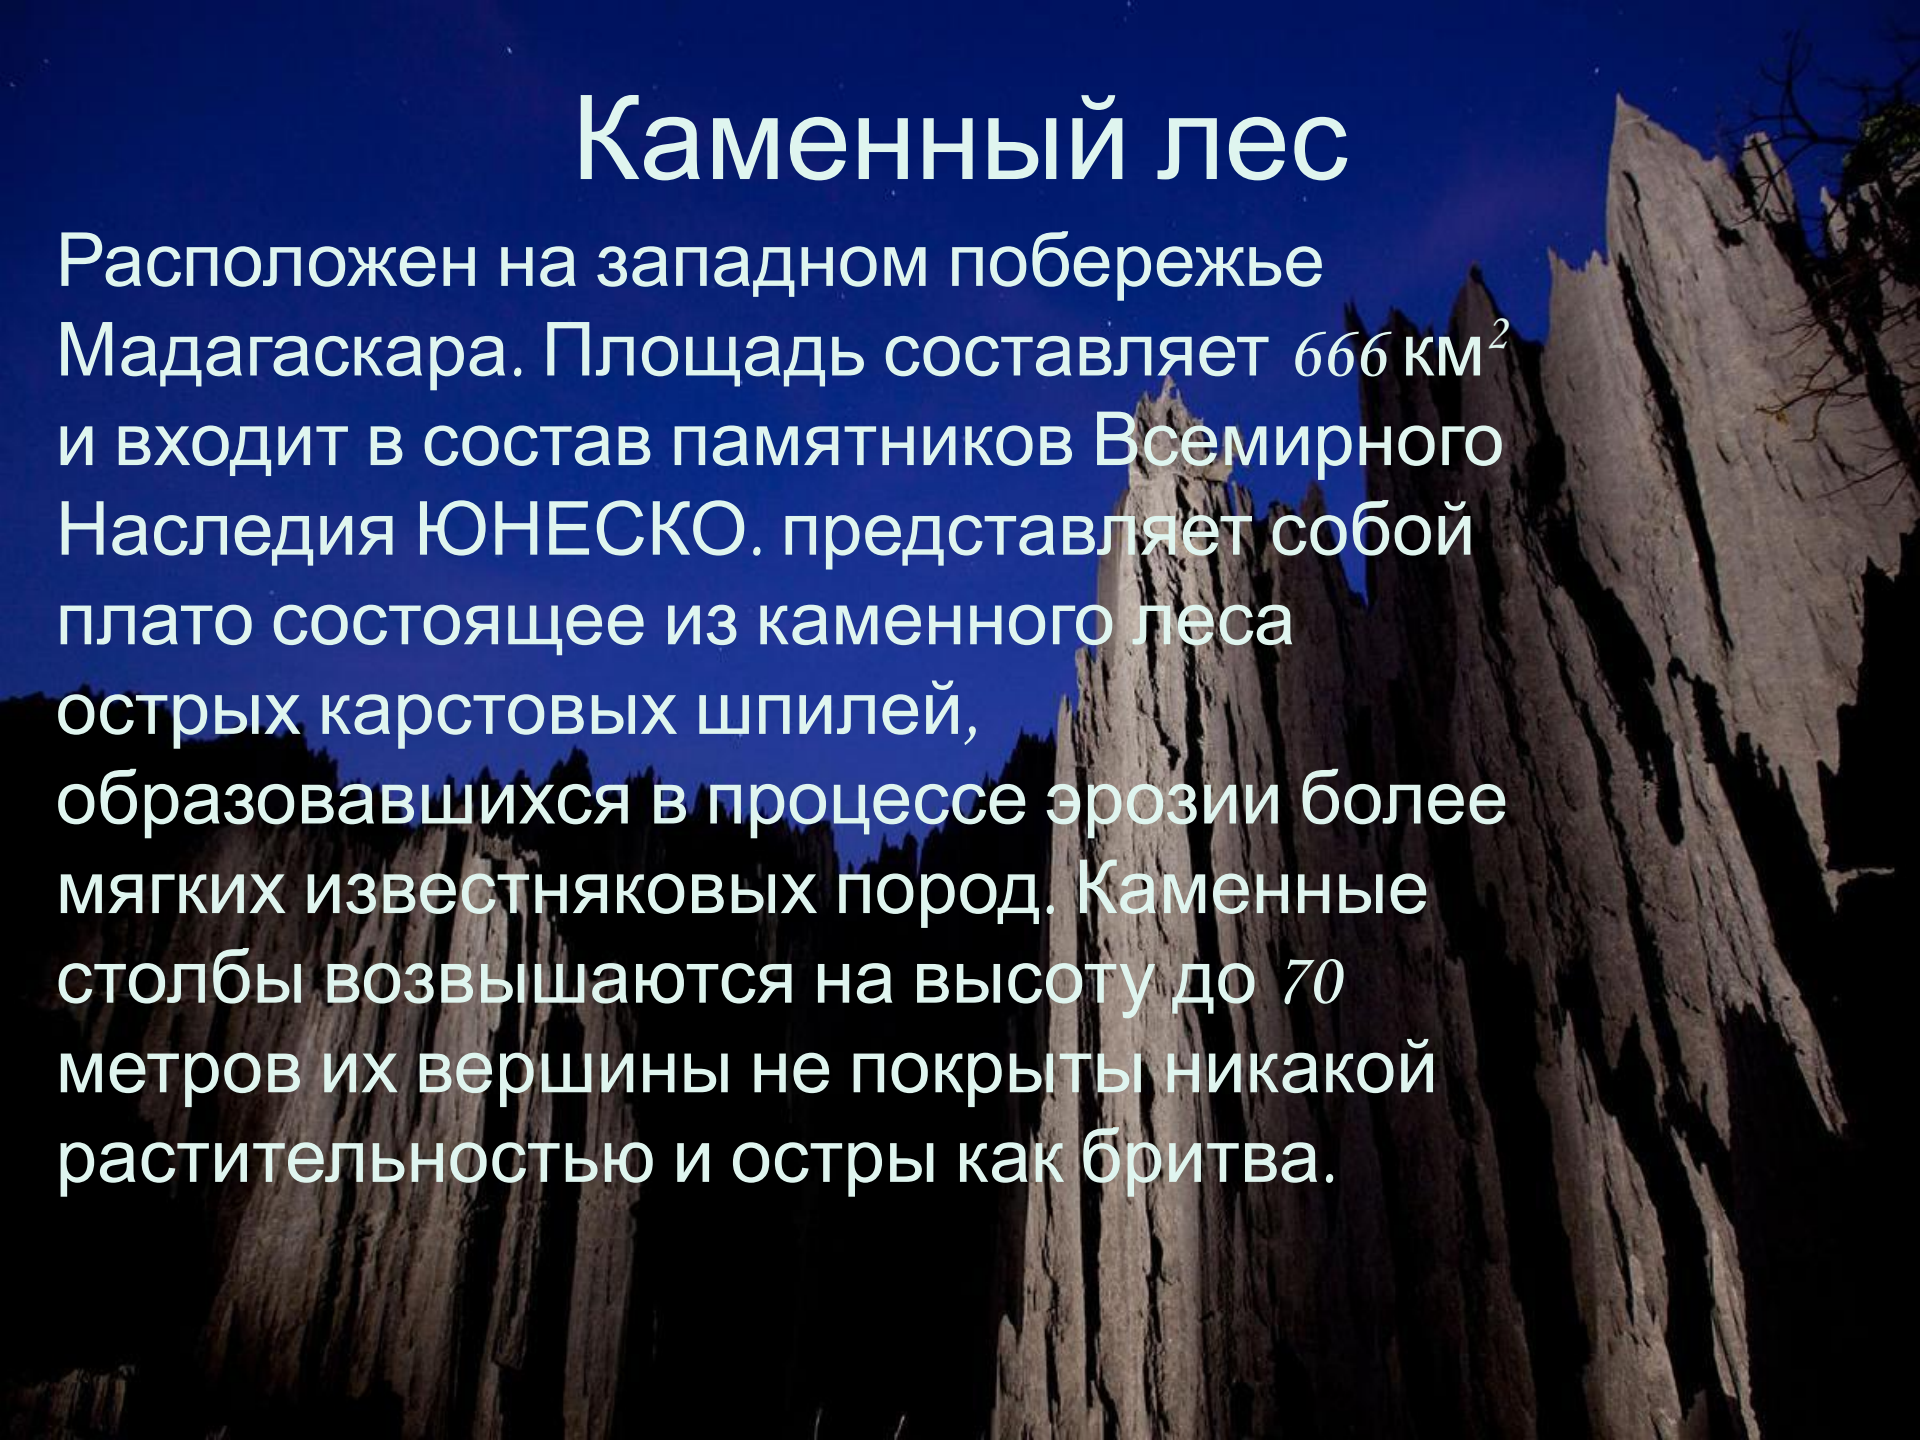 Каменный лес
Расположен на западном побережье
Мадагаскара. Площадь составляет 666 км²
и входит в состав памятников Всемирного
Наследия ЮНЕСКО. представляет собой
плато состоящее из каменного леса
острых карстовых шпилей,
образовавшихся в процессе эрозии более
мягких известняковых пород. Каменные
столбы возвышаются на высоту до 70
метров их вершины не покрыты никакой
растительностью и остры как бритва.